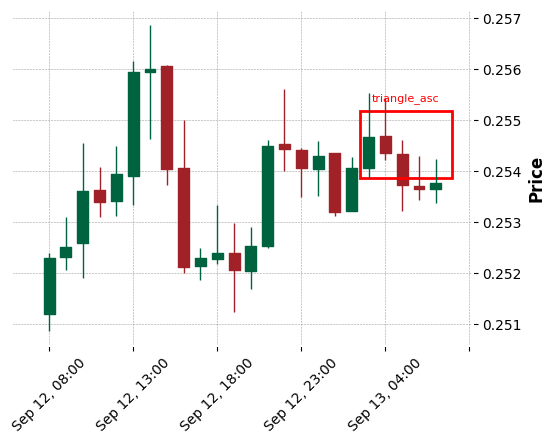 0.257
0.256
0.255
0.254
0.253
0.252
0.251
Price
triangle_asc
Sep 12, 08:00
Sep 12, 13:00
Sep 12, 18:00
Sep 12, 23:00
Sep 13, 04:00